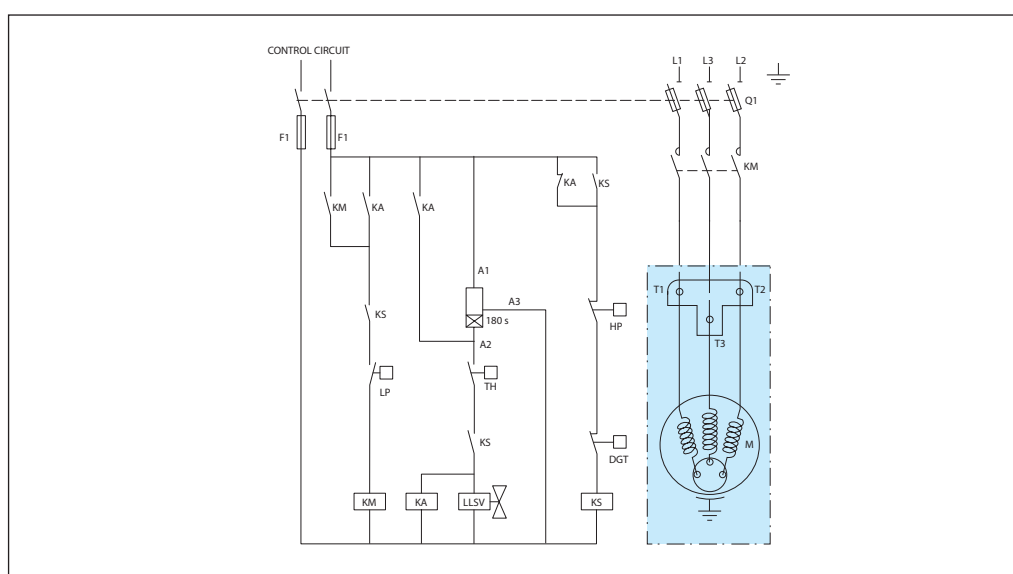 CONTROL CIRCUIT
L1 L3 L2
Q1
F1 F1
KM
KA KS
KM KA KA
A1
T1 T2
A3
180 s
KS HP
A2 T3
TH
LP
KS M
DGT
KM KA LLSV KS